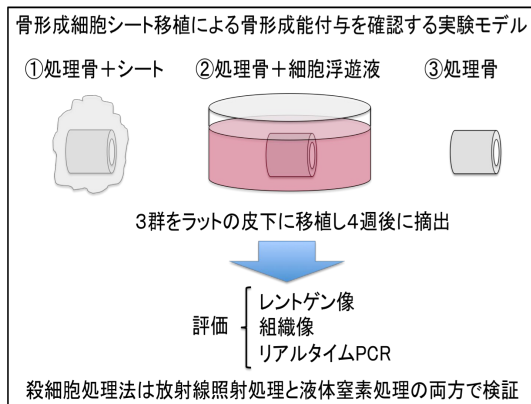 骨形成細胞シート移植による骨形成能付与を確認する実験モデル
①処理骨＋シート ②処理骨＋細胞浮遊液 ③処理骨
3群をラットの皮下に移植し4週後に摘出
評価
レントゲン像
組織像
リアルタイムPCR
殺細胞処理法は放射線照射処理と液体窒素処理の両方で検証